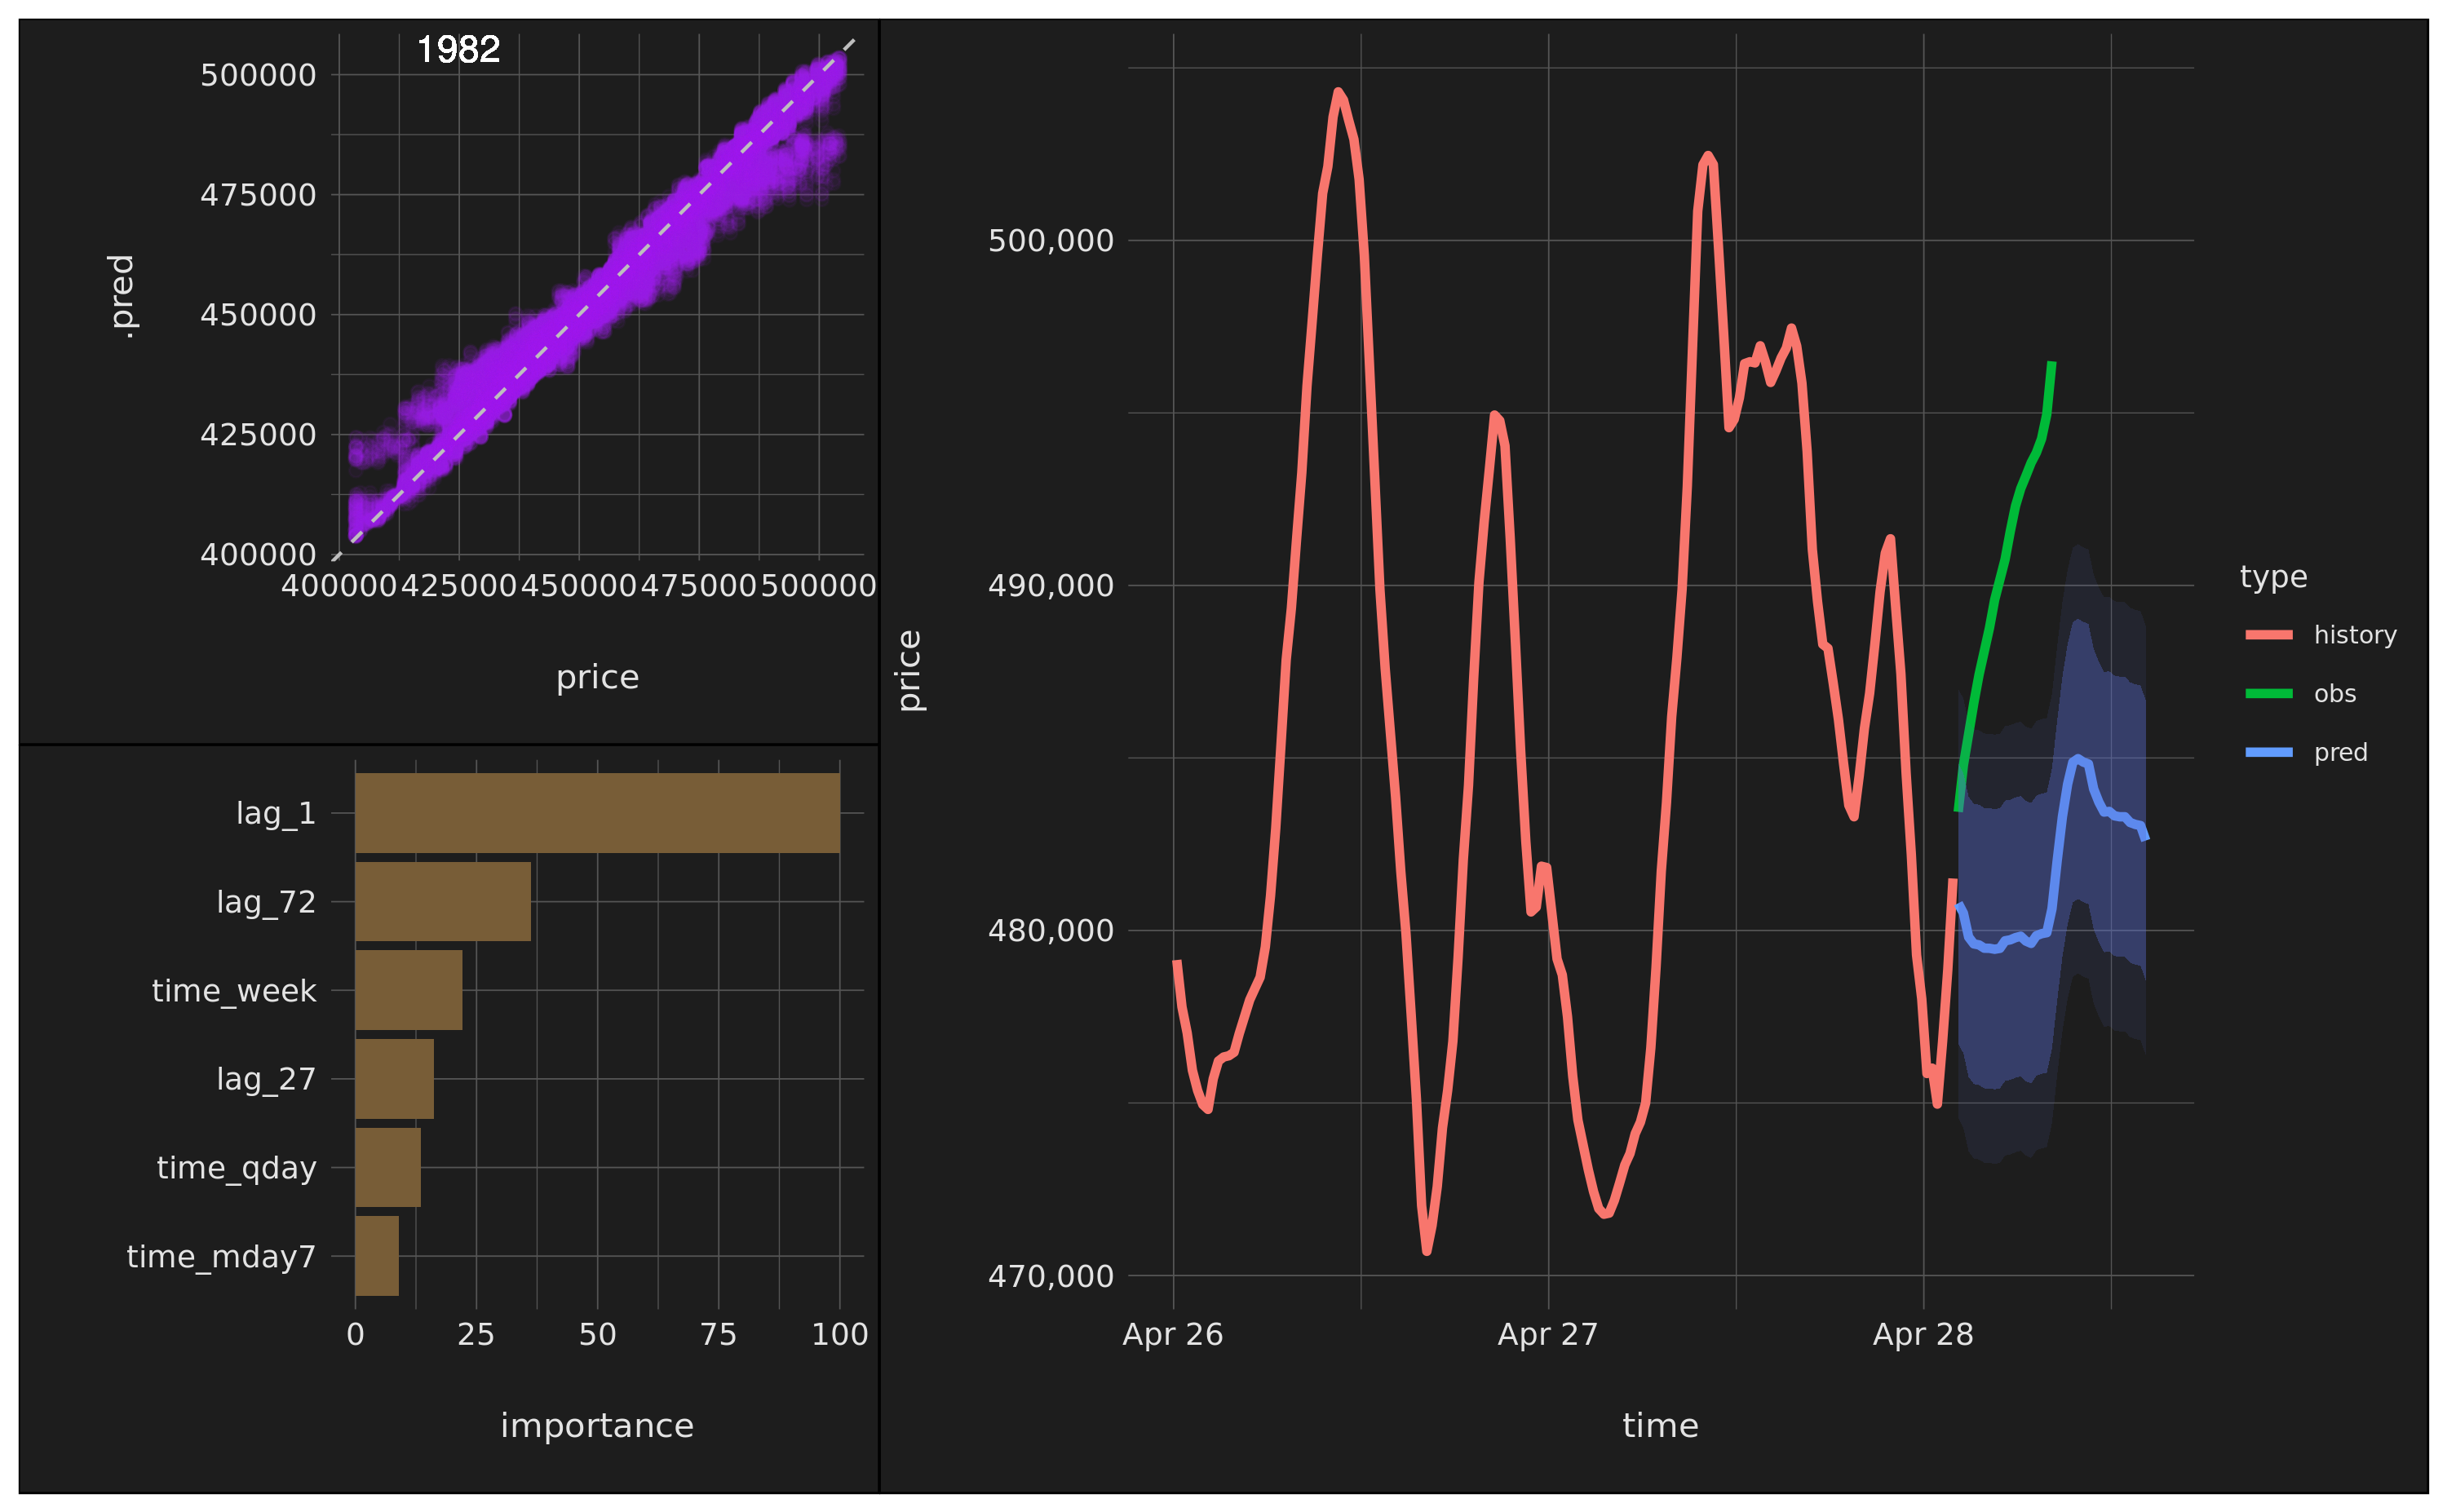 1982
500000
475000
450000
425000
400000
.pred
400000 425000 450000 475000 500000
price
lag_1
lag_72
time_week
lag_27
time_qday
time_mday7
0 25 50 75 100
importance
500,000
490,000
480,000
470,000
price
Apr 26 Apr 27 Apr 28
time
type
history
obs
pred